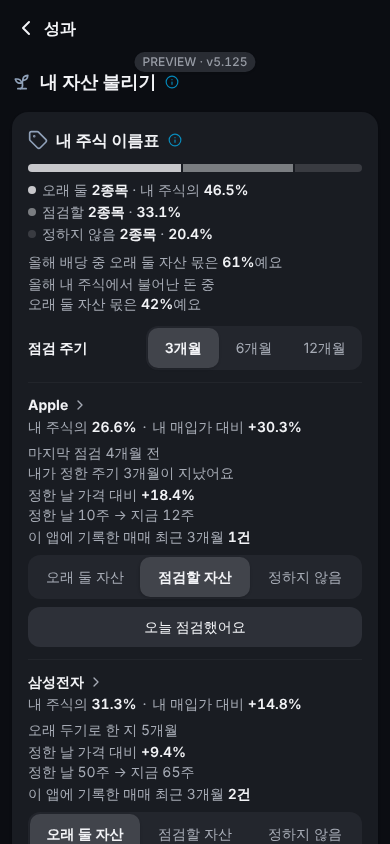 성과
PREVIEW · v5.125
내 자산 불리기
내 주식 이름표
오래 둘 2종목 · 내 주식의 46.5%
점검할 2종목 · 33.1%
정하지 않음 2종목 · 20.4%
올해 배당 중 오래 둘 자산 몫은 61%예요
올해 내 주식에서 불어난 돈 중
오래 둘 자산 몫은 42%예요
점검 주기 3개월 6개월 12개월
Apple
내 주식의 26.6% · 내 매입가 대비 +30.3%
마지막 점검 4개월 전
내가 정한 주기 3개월이 지났어요
정한 날 가격 대비 +18.4%
정한 날 10주 → 지금 12주
이 앱에 기록한 매매 최근 3개월 1건
오래 둘 자산 점검할 자산 정하지 않음
오늘 점검했어요
삼성전자
내 주식의 31.3% · 내 매입가 대비 +14.8%
오래 두기로 한 지 5개월
정한 날 가격 대비 +9.4%
정한 날 50주 → 지금 65주
이 앱에 기록한 매매 최근 3개월 2건
오래 둘 자산 점검할 자산 정하지 않음